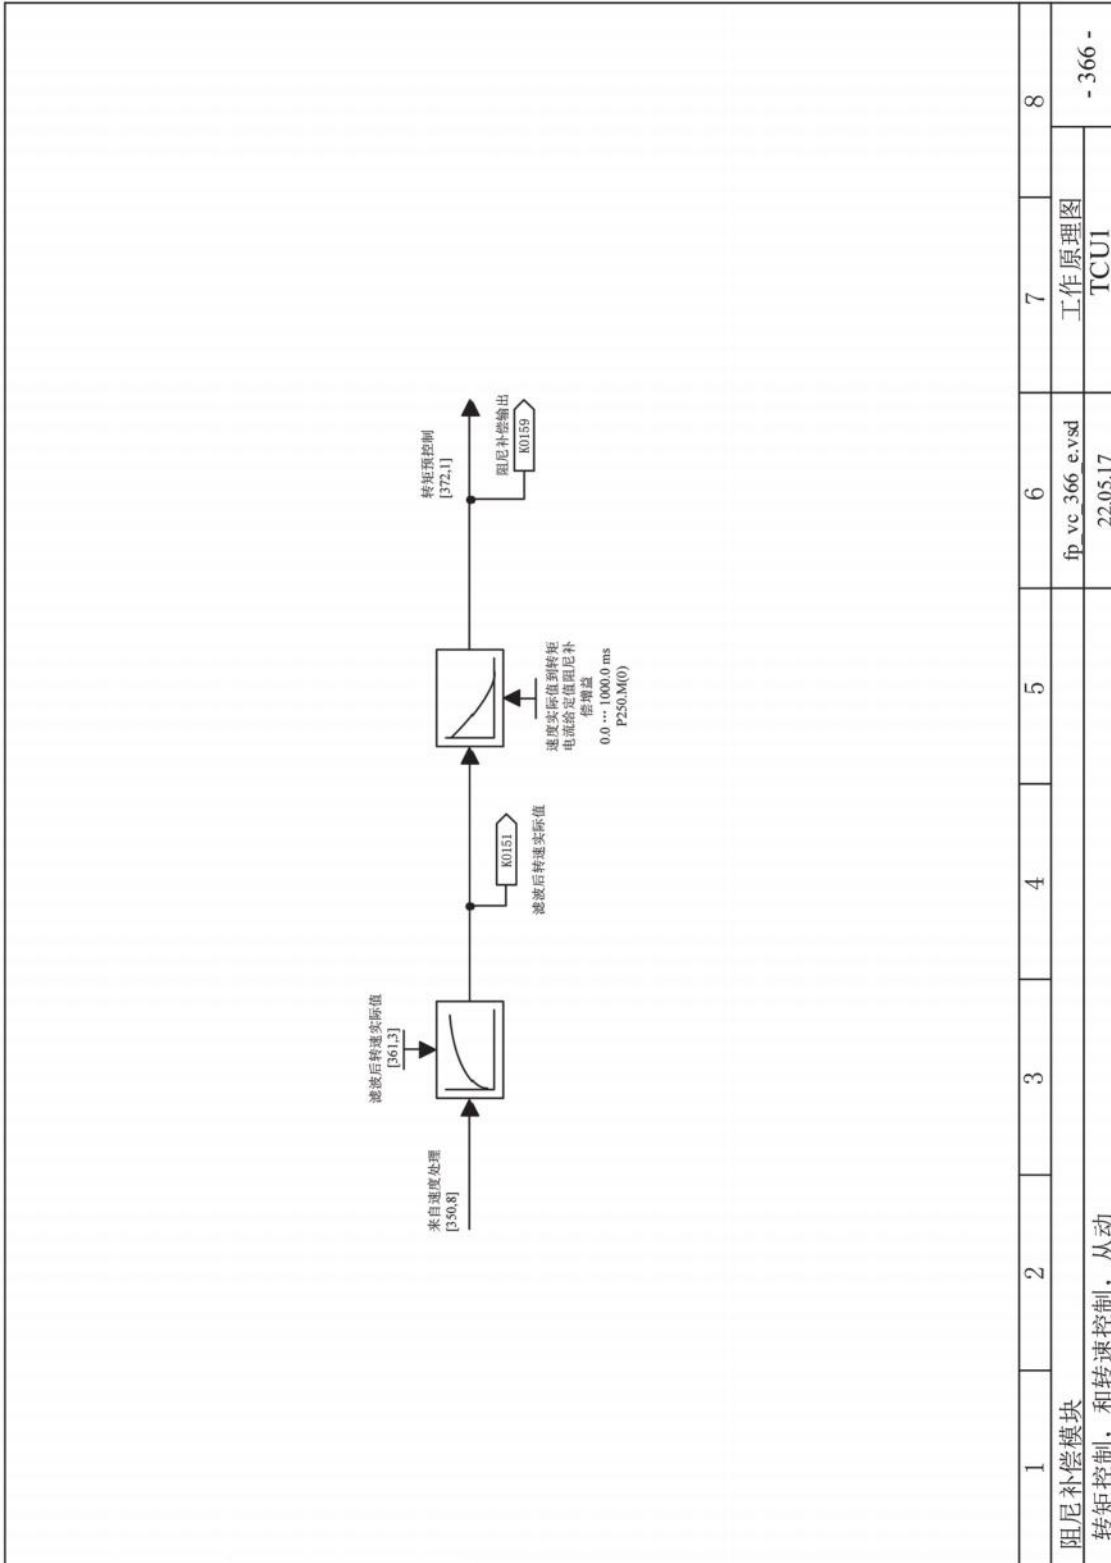 来自速度处理
[350,8]
滤波后转速实际值
[361,3]
K0151
滤波后转速实际值
速度实际值到转矩
电流给定值阻尼补
偿增益
0.0 … 1000.0 ms
P250.M(0)
转矩预控制
[372,1]
阻尼补偿输出
K0159
1 2 3 4 5 6 7 8
阻尼补偿模块 fp_vc_366_e.vsd 工作原理图 - 366 -
转矩控制，和转速控制，从动 22.05.17 TCU1